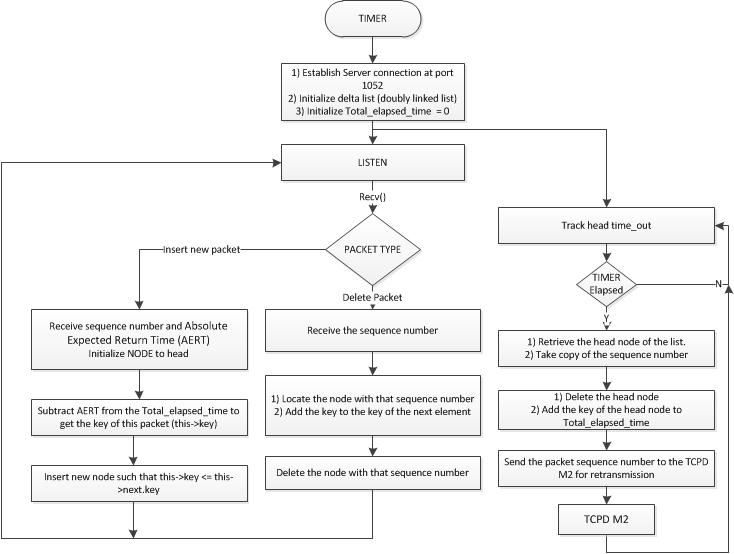 TIMER
1) Establish Server connection at port
1052
2) Initialize delta list (doubly linked list)
3) Initialize Total_elapsed_time = 0
LISTEN
Recv()
PACKET TYPE
Insert new packet
Delete Packet
Receive sequence number and Absolute
Expected Return Time (AERT)
Initialize NODE to head
Subtract AERT from the Total_elapsed_time to
get the key of this packet (this->key)
Insert new node such that this->key <= this-
>next.key
Receive the sequence number
1) Locate the node with that sequence number
2) Add the key to the key of the next element
Delete the node with that sequence number
Track head time_out
TIMER
Elapsed
N
Y
1) Retrieve the head node of the list.
2) Take copy of the sequence number
1) Delete the head node
2) Add the key of the head node to
Total_elapsed_time
Send the packet sequence number to the TCPD
M2 for retransmission
TCPD M2